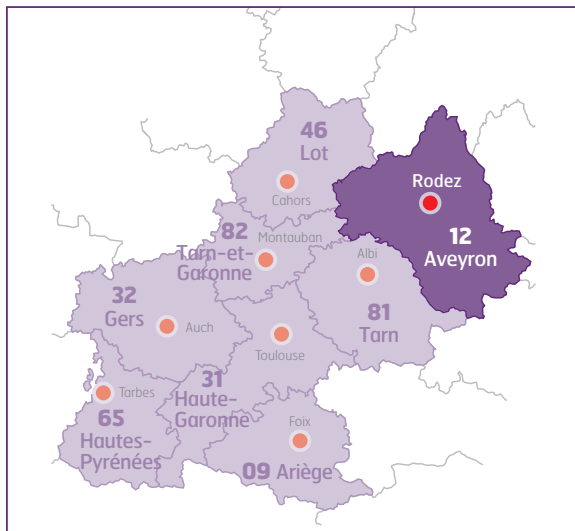 46
Lot
Cahors
Rodez
12
Aveyron
82
Tarn-et-
Garonne
Montauban
Albi
81
Tarn
32
Gers
Auch
Toulouse
31
Haute-
Garonne
Tarbes
65
Hautes-
Pyrénées
Foix
09 Ariège